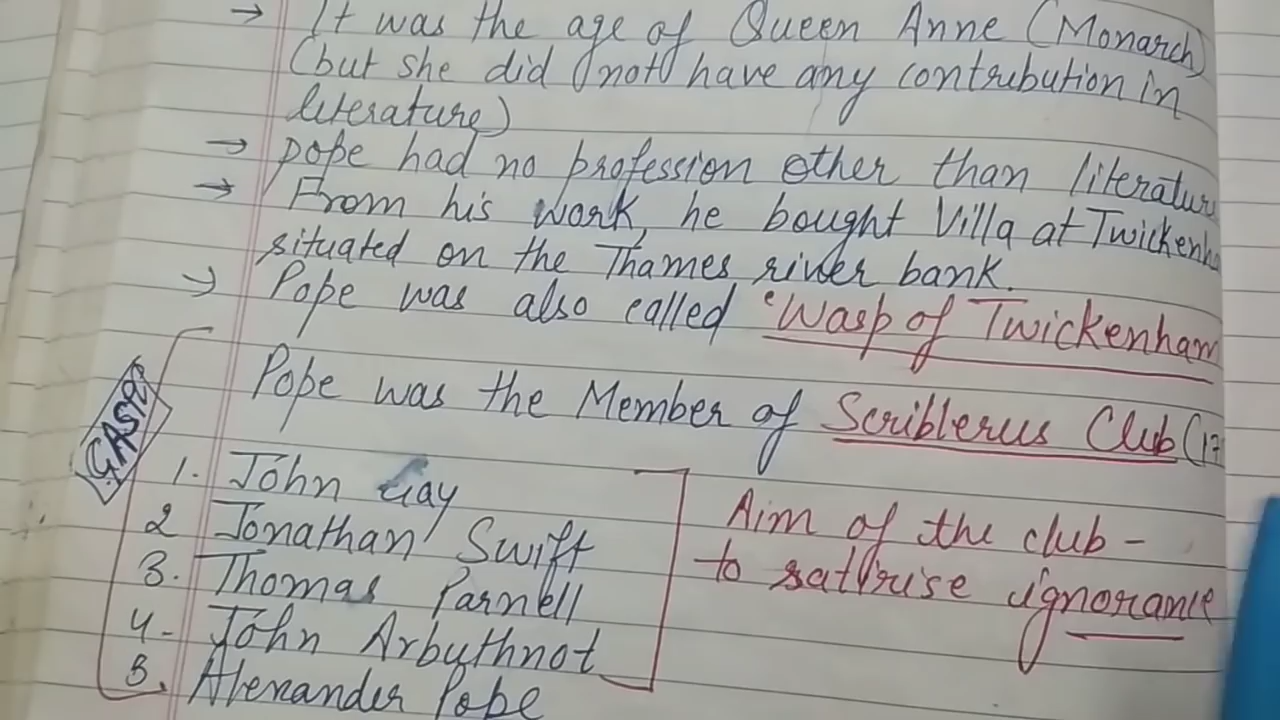 → It was the age of Queen Anne (Monarch)
(but she did not have any contribution in
literature)
→ pope had no profession other than literatur
→ From his work, he bought Villa at Twickenha
situated on the Thames river bank.
→ Pope was also called 'Wasp of Twickenham
Pope was the Member of Scriblerus Club (17
1. John Gay
2 Jonathan Swift
3. Thomas Parnell
4- John Arbuthnot
5. Alexander Pope
Aim of the club -
to satirise ignorance